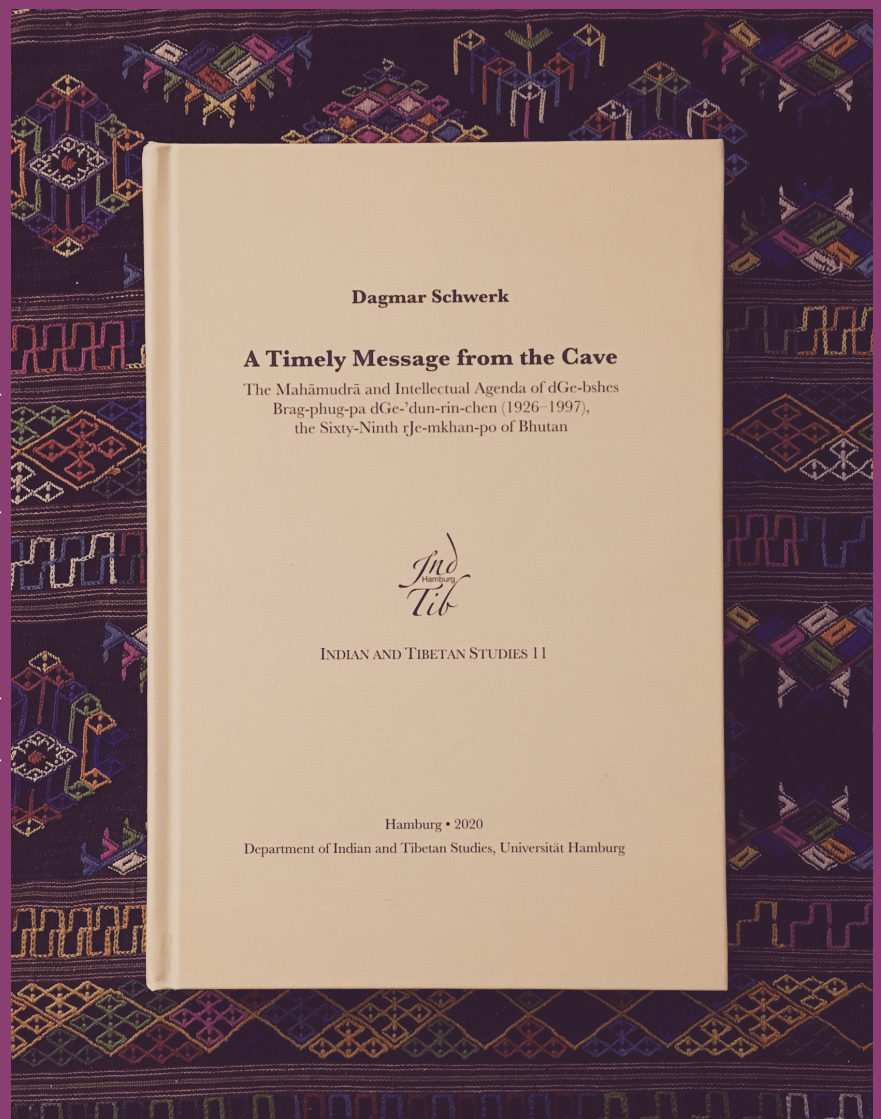 Dagmar Schwerk
A Timely Message from the Cave
The Mahāmudrā and Intellectual Agenda of dGe-bshes
Brag-phug-pa dGe-’dun-rin-chen (1926–1997),
the Sixty-Ninth rJe-mkhan-po of Bhutan
Ind
Hamburg
Tib
INDIAN AND TIBETAN STUDIES 11
Hamburg • 2020
Department of Indian and Tibetan Studies, Universität Hamburg